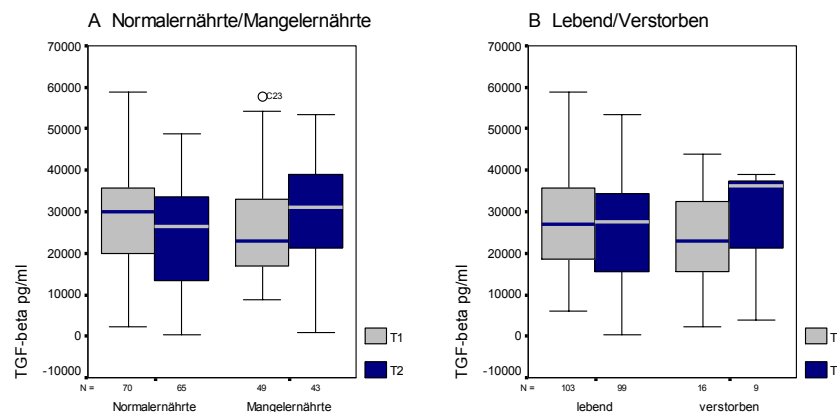 A Normalernährte/Mangelernährte
TGF-beta pg/ml
70000
60000
50000
40000
30000
20000
10000
0
-10000
C23
N = 70 65 49 43
Normalernährte Mangelernährte
T1
T2
B Lebend/Verstorben
TGF-beta pg/ml
70000
60000
50000
40000
30000
20000
10000
0
-10000
N = 103 99 16 9
lebend verstorben
T
T